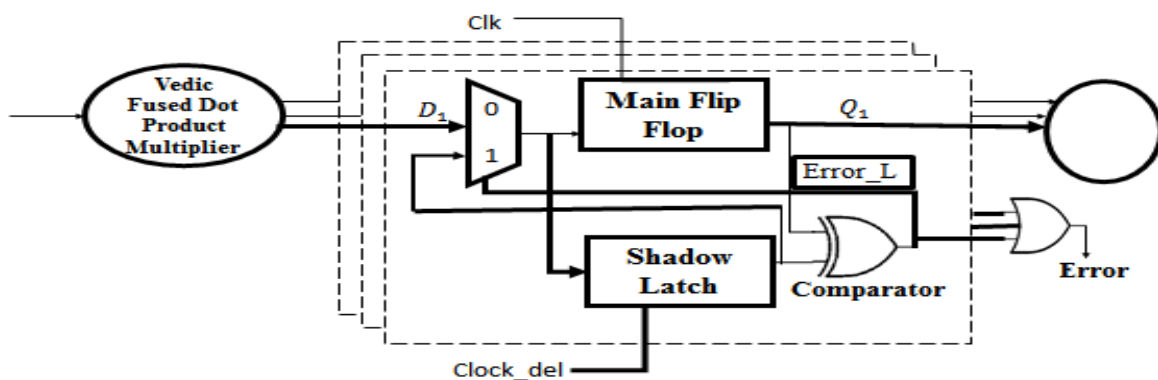 Clk
Vedic
Fused Dot
Product
Multiplier
D₁
0
1
Main Flip
Flop
Q₁
Error_L
Shadow
Latch
Comparator
Error
Clock_del